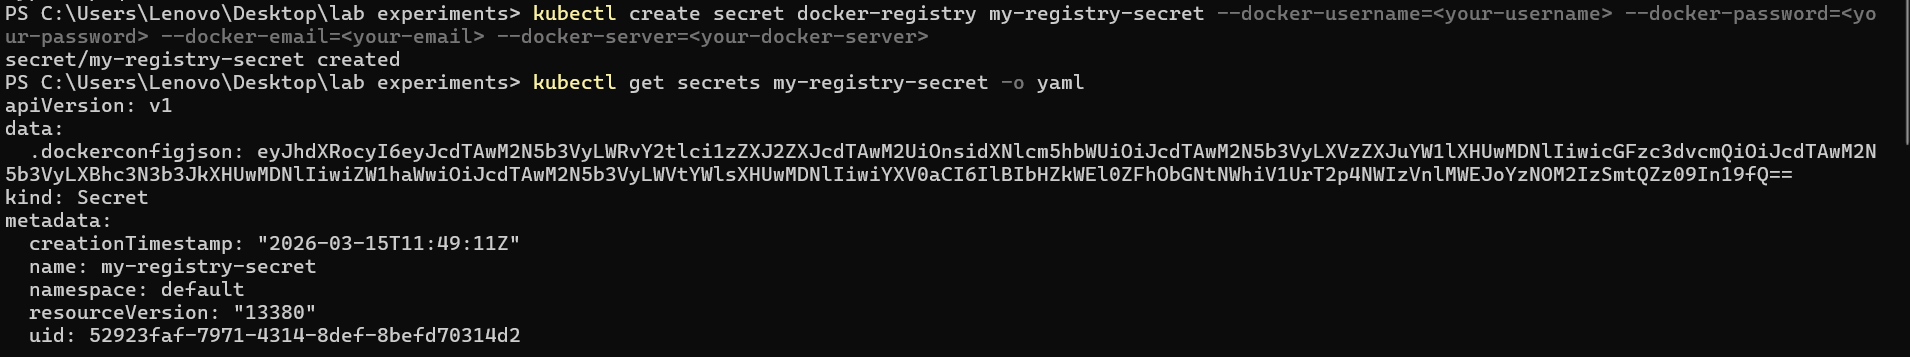 PS C:\Users\Lenovo\Desktop\lab experiments> kubectl create secret docker-registry my-registry-secret --docker-username=<your-username> --docker-password=<yo
ur-password> --docker-email=<your-email> --docker-server=<your-docker-server>
secret/my-registry-secret created
PS C:\Users\Lenovo\Desktop\lab experiments> kubectl get secrets my-registry-secret -o yaml
apiVersion: v1
data:
  .dockerconfigjson: eyJhdXRocyI6eyJcdTAwM2N5b3VyLWRvY2tlci1zZXJ2ZXJcdTAwM2UiOnsidXNlcm5hbWUiOiJcdTAwM2N5b3VyLXVzZXJuYW1lXHUwMDNlIiwicGFzc3dvcmQiOiJcdTAwM2N
5b3VyLXBhc3N3b3JkXHUwMDNlIiwiZW1haWwiOiJcdTAwM2N5b3VyLWVtYWlsXHUwMDNlIiwiYXV0aCI6IlBIbHZkWEl0ZFhObGNtNWhiV1UrT2p4NWIzVnlMWEJoYzNOM2IzSmtQZz09In19fQ==
kind: Secret
metadata:
  creationTimestamp: "2026-03-15T11:49:11Z"
  name: my-registry-secret
  namespace: default
  resourceVersion: "13380"
  uid: 52923faf-7971-4314-8def-8befd70314d2